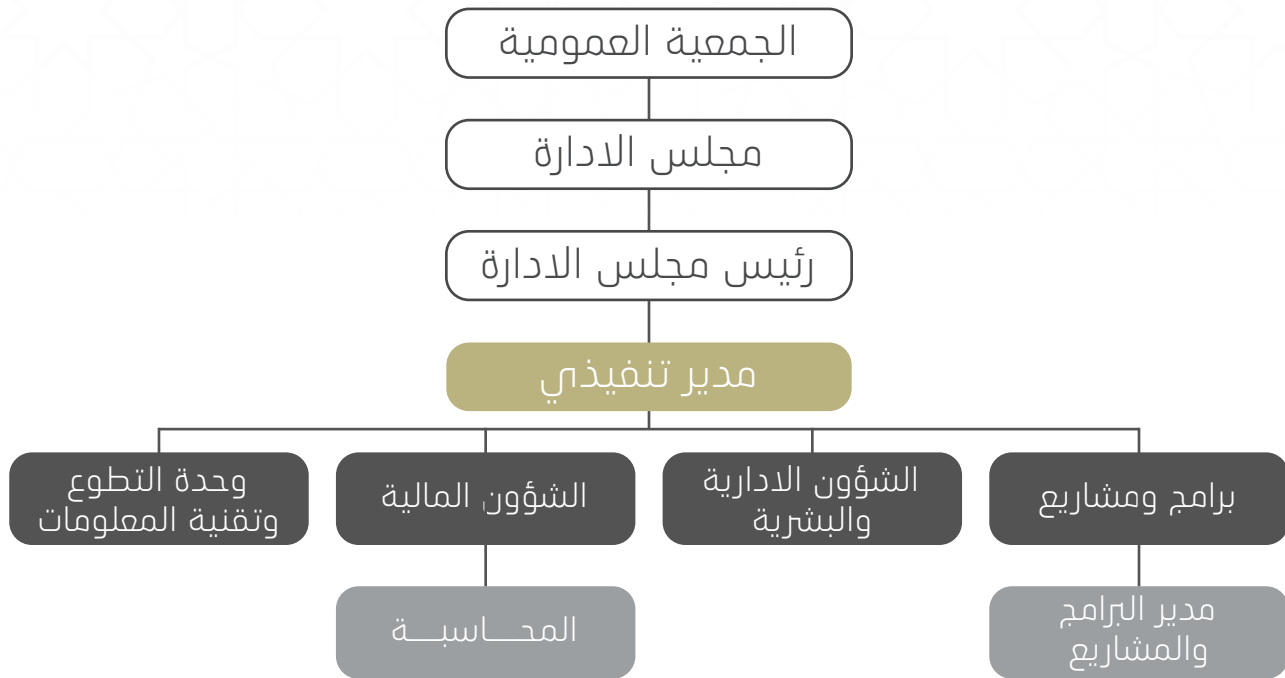 الجمعية العمومية
مجلس الادارة
رئيس مجلس الادارة
مدير تنفيذي
برامج ومشاريع
الشؤون الادارية
والبشرية
الشؤون المالية
وحدة التطوع
وتقنية المعلومات
مدير البرامج
والمشاريع
المحـــــاسبـــــة